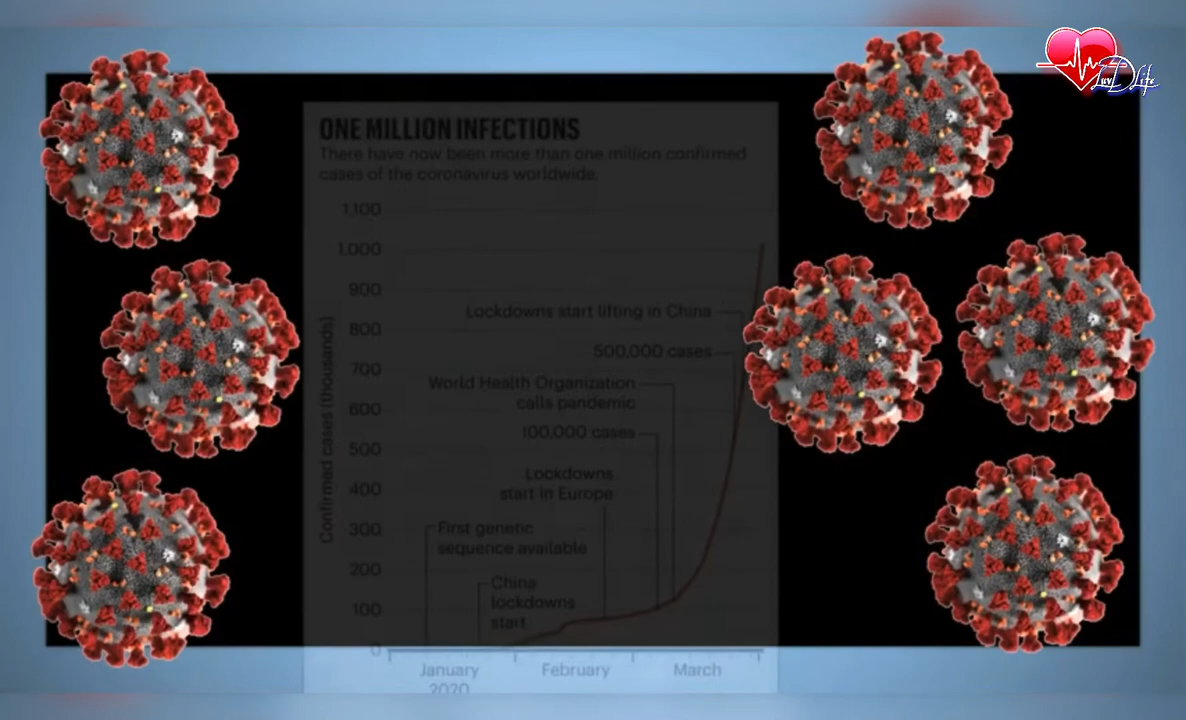 LuvDLife
ONE MILLION INFECTIONS
There have now been more than one million confirmed
cases of the coronavirus worldwide.
Confirmed cases (thousands)
1,100
1,000
900
800
700
600
500
400
300
200
100
0
Lockdowns start lifting in China
500,000 cases
World Health Organization
calls pandemic
100,000 cases
Lockdowns
start in Europe
First genetic
sequence available
China
lockdowns
start
January
2020
February
March